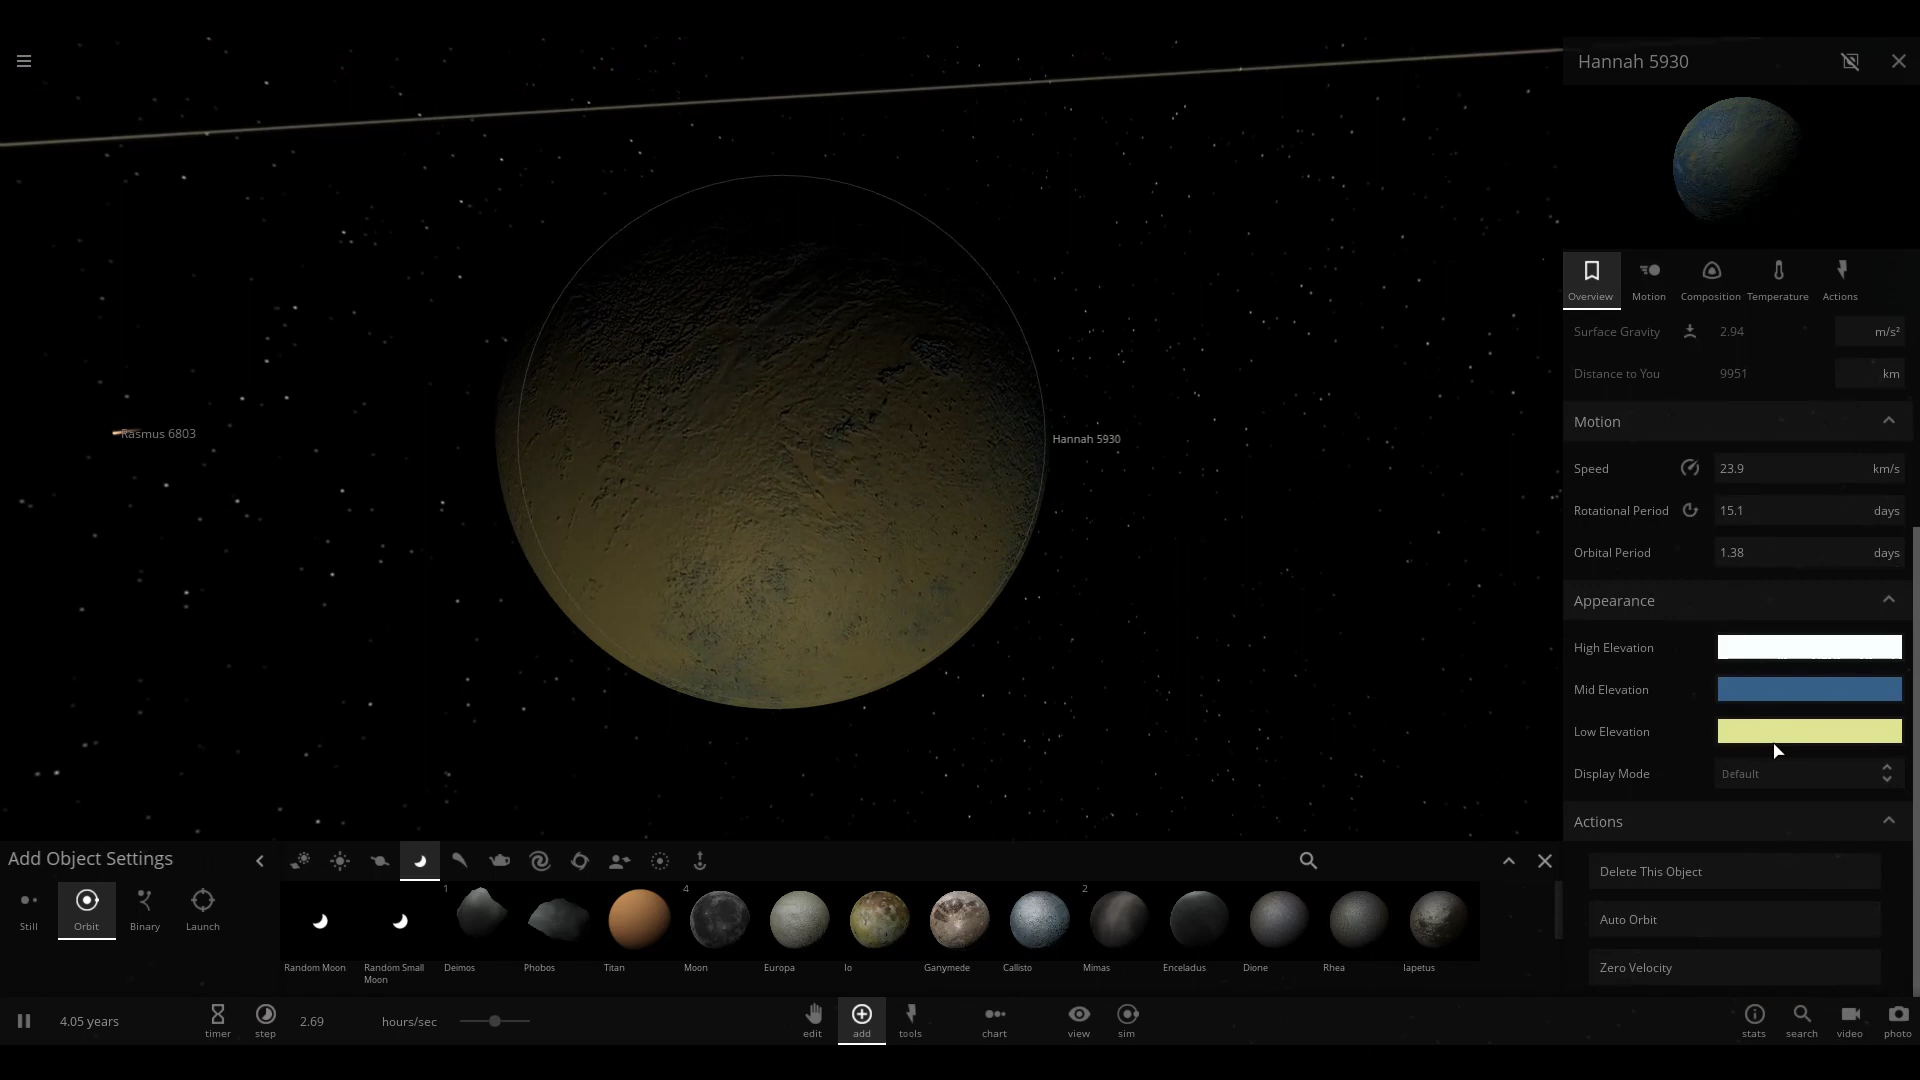 Hannah 5930
Overview
Motion
Composition
Temperature
Actions
Surface Gravity 2.94 m/s²
Distance to You 9951 km
Motion
Speed 23.9 km/s
Rotational Period 15.1 days
Orbital Period 1.38 days
Appearance
High Elevation
Mid Elevation
Low Elevation
Display Mode Default
Actions
Delete This Object
Auto Orbit
Zero Velocity
Rasmus 6803
Hannah 5930
Add Object Settings
Still
Orbit
Binary
Launch
1
4
2
Random Moon
Random Small
Moon
Deimos
Phobos
Titan
Moon
Europa
Io
Ganymede
Callisto
Mimas
Enceladus
Dione
Rhea
Iapetus
4.05 years
timer
step
2.69 hours/sec
edit
add
tools
chart
view
sim
stats
search
video
photo